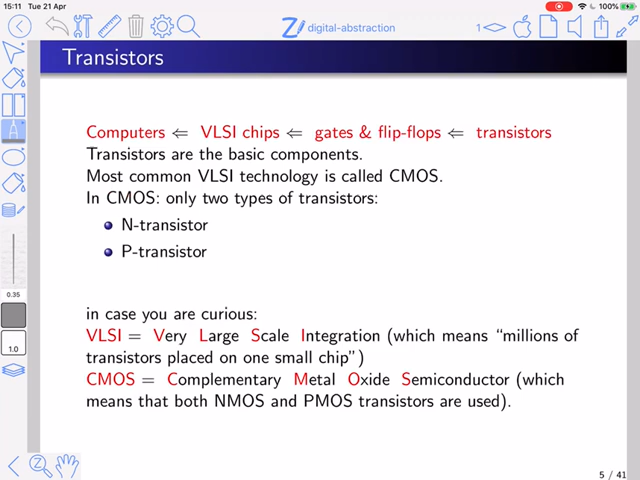 15:11 Tue 21 Apr 100%
digital-abstraction 1
Transistors
Computers ⇐ VLSI chips ⇐ gates & flip-flops ⇐ transistors
Transistors are the basic components.
Most common VLSI technology is called CMOS.
In CMOS: only two types of transistors:
N-transistor
P-transistor
0.35
1.0
in case you are curious:
VLSI = Very Large Scale Integration (which means “millions of
transistors placed on one small chip”)
CMOS = Complementary Metal Oxide Semiconductor (which
means that both NMOS and PMOS transistors are used).
5 / 41